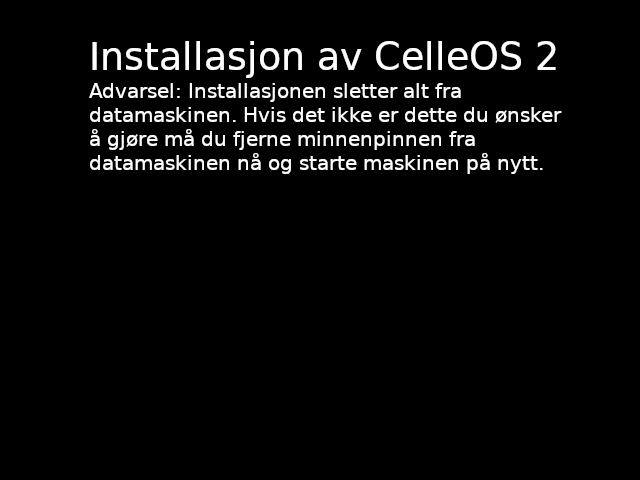 Installasjon av CelleOS 2
Advarsel: Installasjonen sletter alt fra
datamaskinen. Hvis det ikke er dette du ønsker
å gjøre må du fjerne minnenpinnen fra
datamaskinen nå og starte maskinen på nytt.